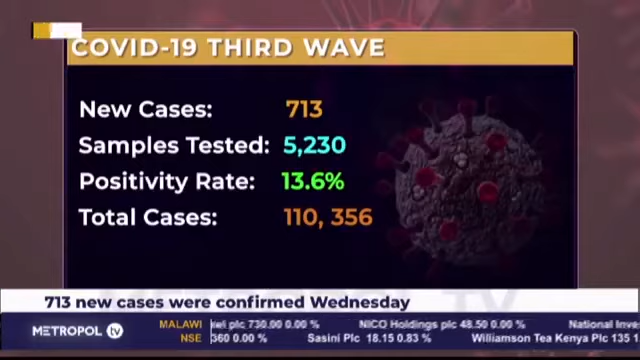 COVID-19 THIRD WAVE
New Cases: 713
Samples Tested: 5,230
Positivity Rate: 13.6%
Total Cases: 110, 356
713 new cases were confirmed Wednesday
METROPOL tv
MALAWI plc 730.00 0.00 % NICO Holdings plc 48.50 0.00 % National Inve
NSE 360 0.00 % Sasini Plc 18.15 0.83 % Williamson Tea Kenya Plc 135 1